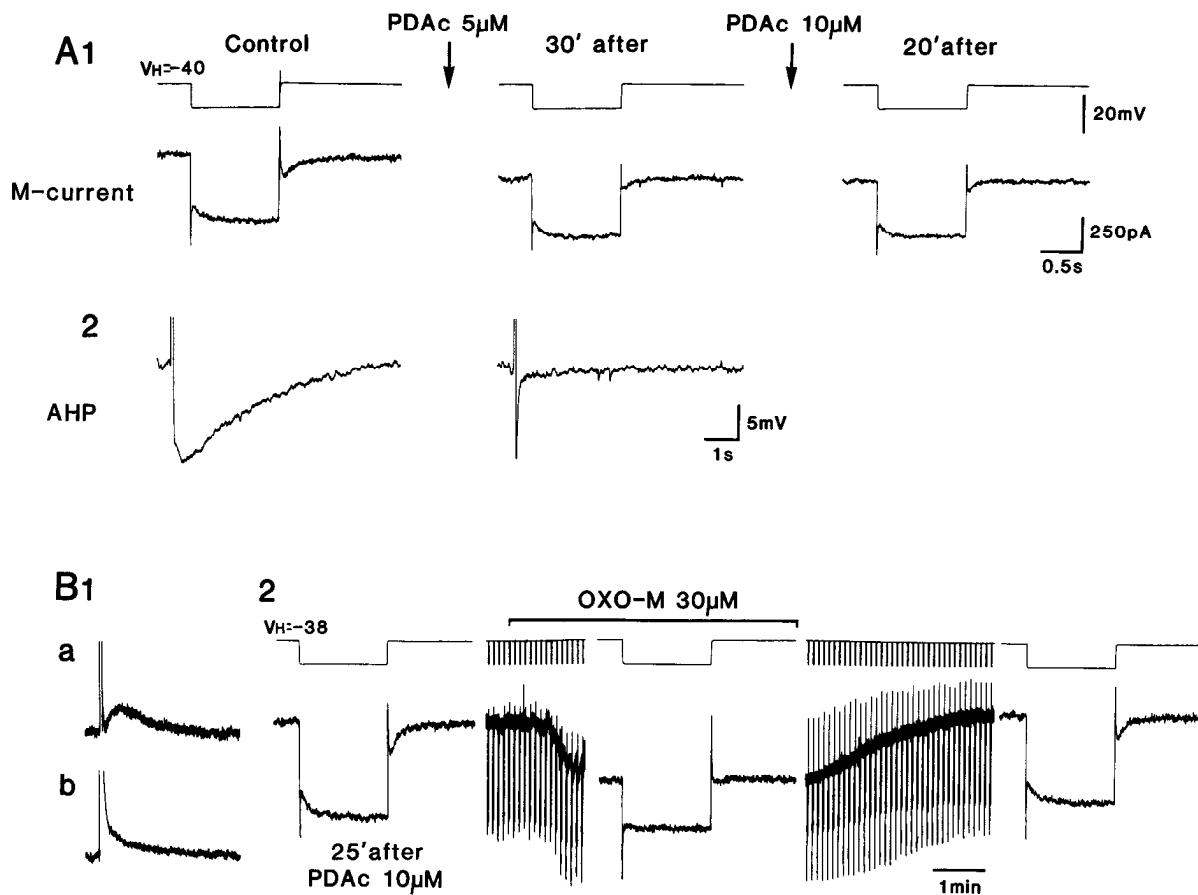 A1
Control
PDAc 5μM
30' after
PDAc 10μM
20'after
VH=-40
20mV
M-current
250pA
0.5s
2
AHP
5mV
1s
B1
2
OXO-M 30μM
VH=-38
a
b
25'after
PDAc 10μM
1min